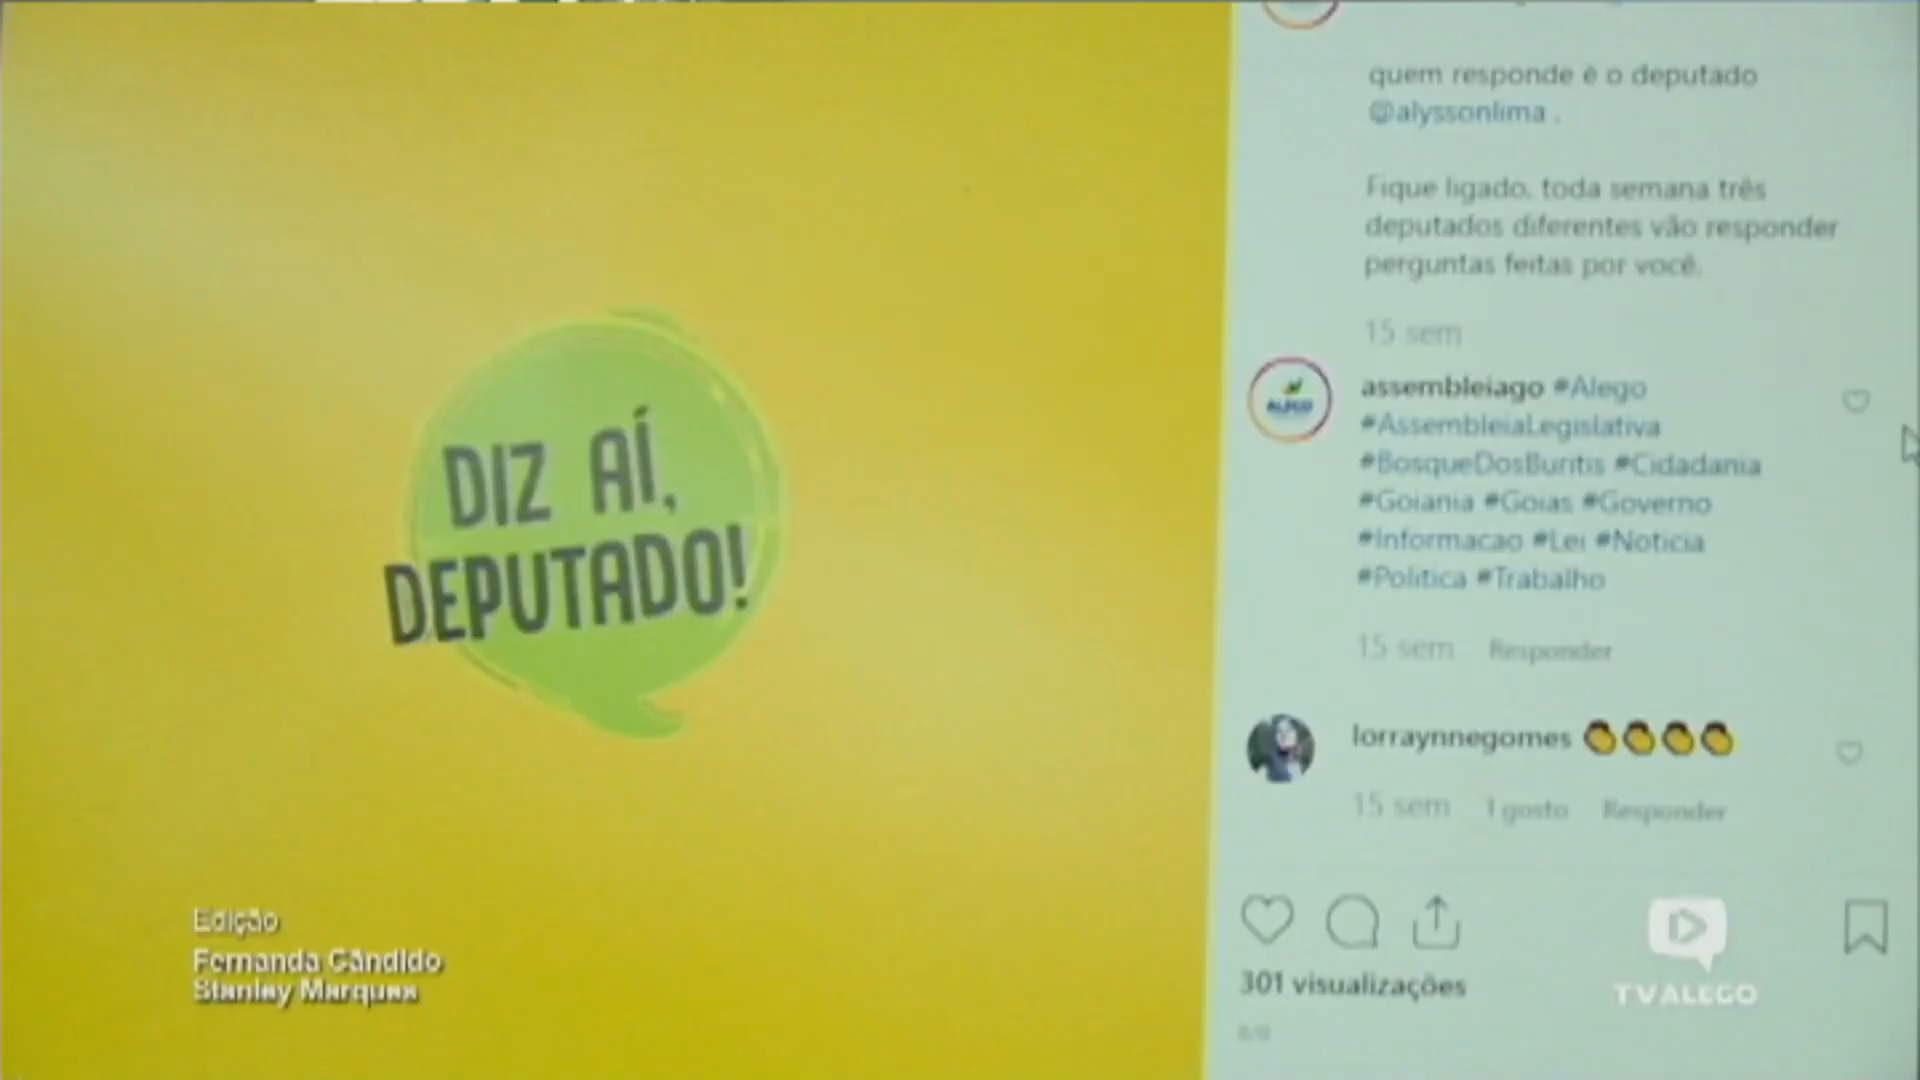 DIZ AÍ,
DEPUTADO!
Edição
Fernanda Cândido
Stanley Marques
quem responde é o deputado
@alyssonlima .
Fique ligado, toda semana três
deputados diferentes vão responder
perguntas feitas por você.
15 sem
ALEGO
assembleiago #Alego
#AssembleiaLegislativa
#BosqueDosBuritis #Cidadania
#Goiania #Goias #Governo
#Informacao #Lei #Noticia
#Politica #Trabalho
15 sem Responder
lorraynnegomes 👏👏👏👏
15 sem 1 gosto Responder
301 visualizações
TV ALEGO